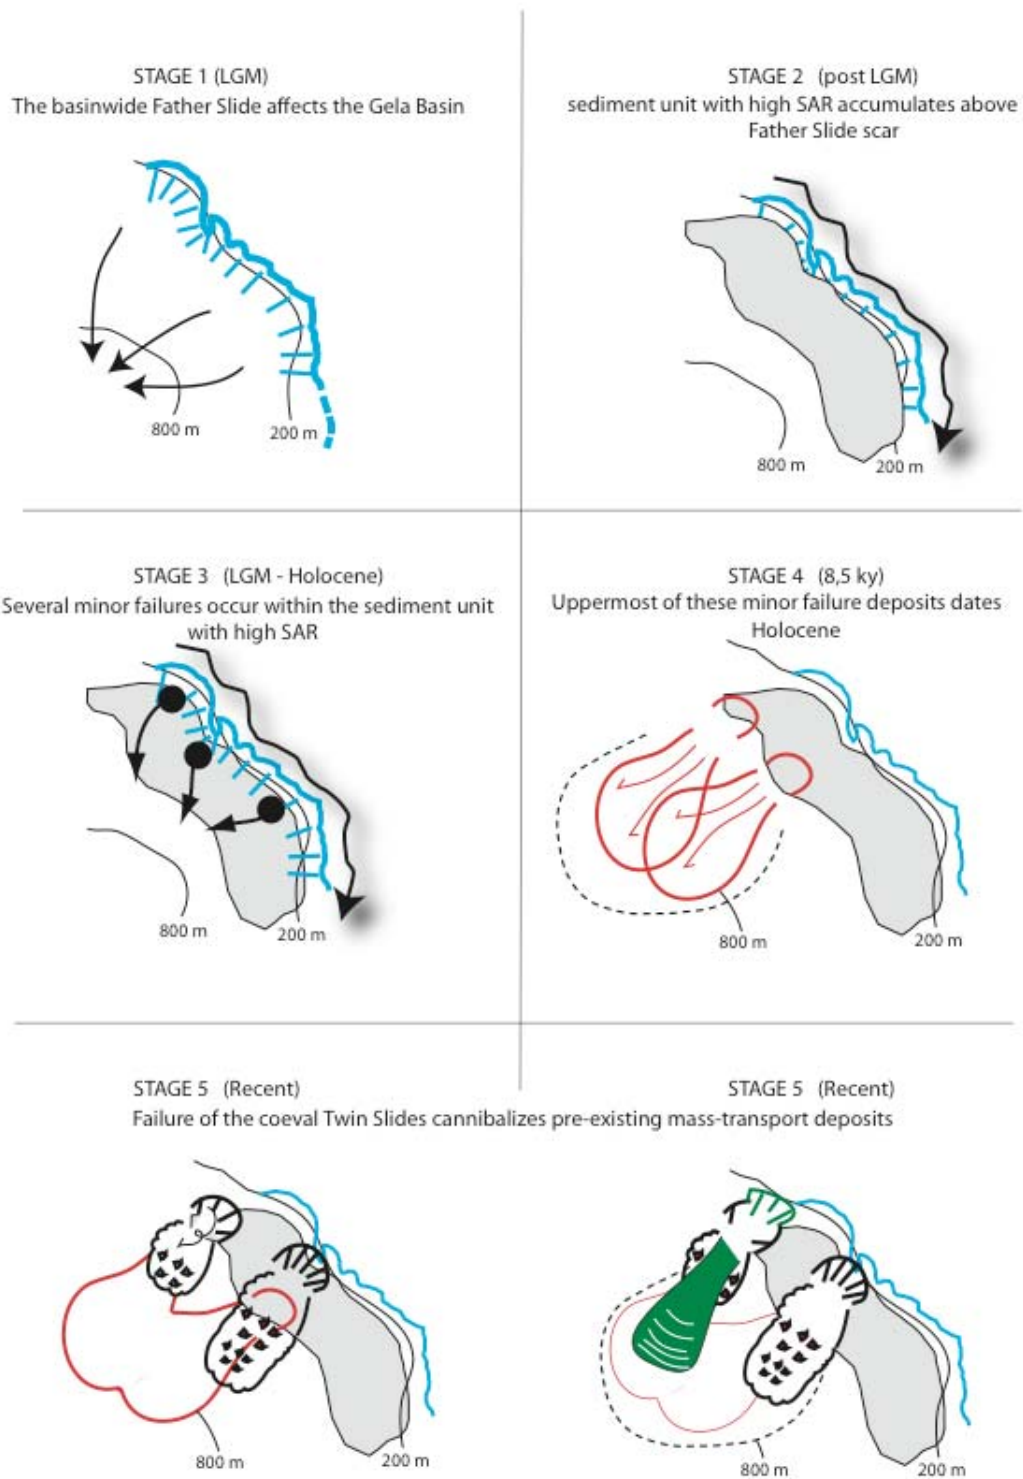 STAGE 1 (LGM)
The basinwide Father Slide affects the Gela Basin
800 m
200 m
STAGE 2 (post LGM)
sediment unit with high SAR accumulates above
Father Slide scar
800 m
200 m
STAGE 3 (LGM - Holocene)
Several minor failures occur within the sediment unit
with high SAR
800 m
200 m
STAGE 4 (8,5 ky)
Uppermost of these minor failure deposits dates
Holocene
800 m
200 m
STAGE 5 (Recent)
STAGE 5 (Recent)
Failure of the coeval Twin Slides cannibalizes pre-existing mass-transport deposits
800 m
200 m
800 m
200 m